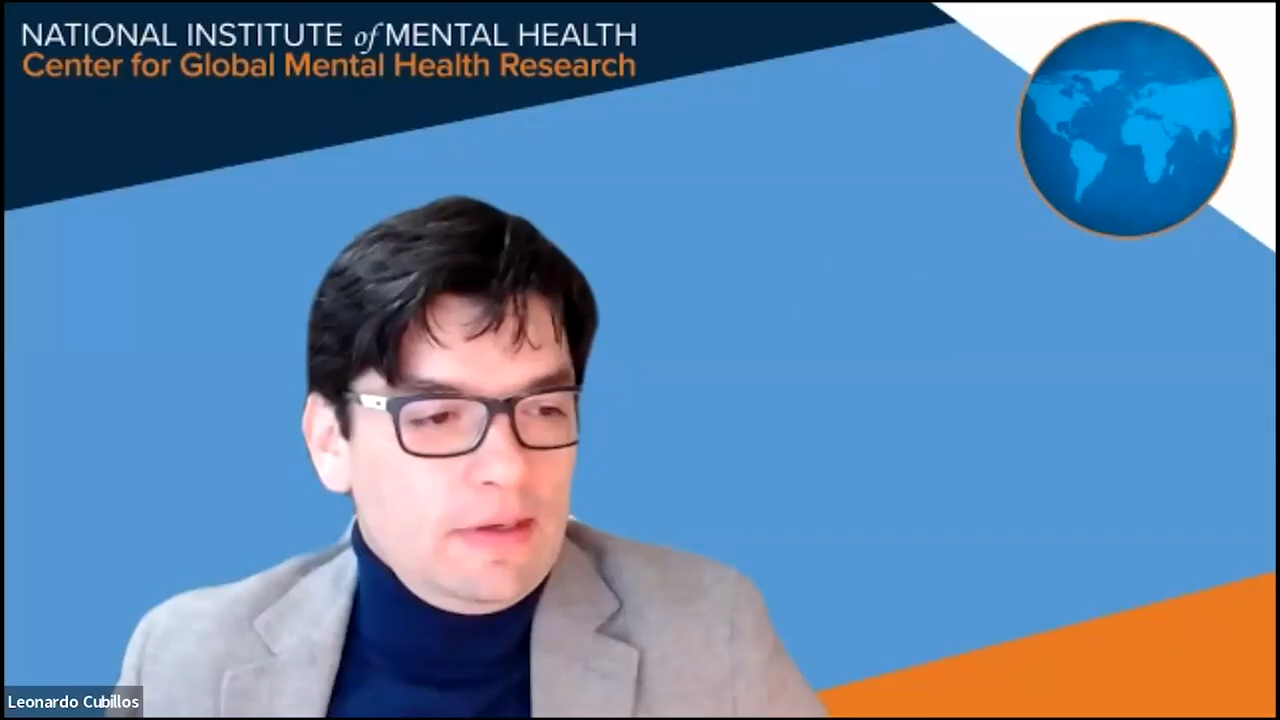 NATIONAL INSTITUTE of MENTAL HEALTH
Center for Global Mental Health Research
Leonardo Cubillos